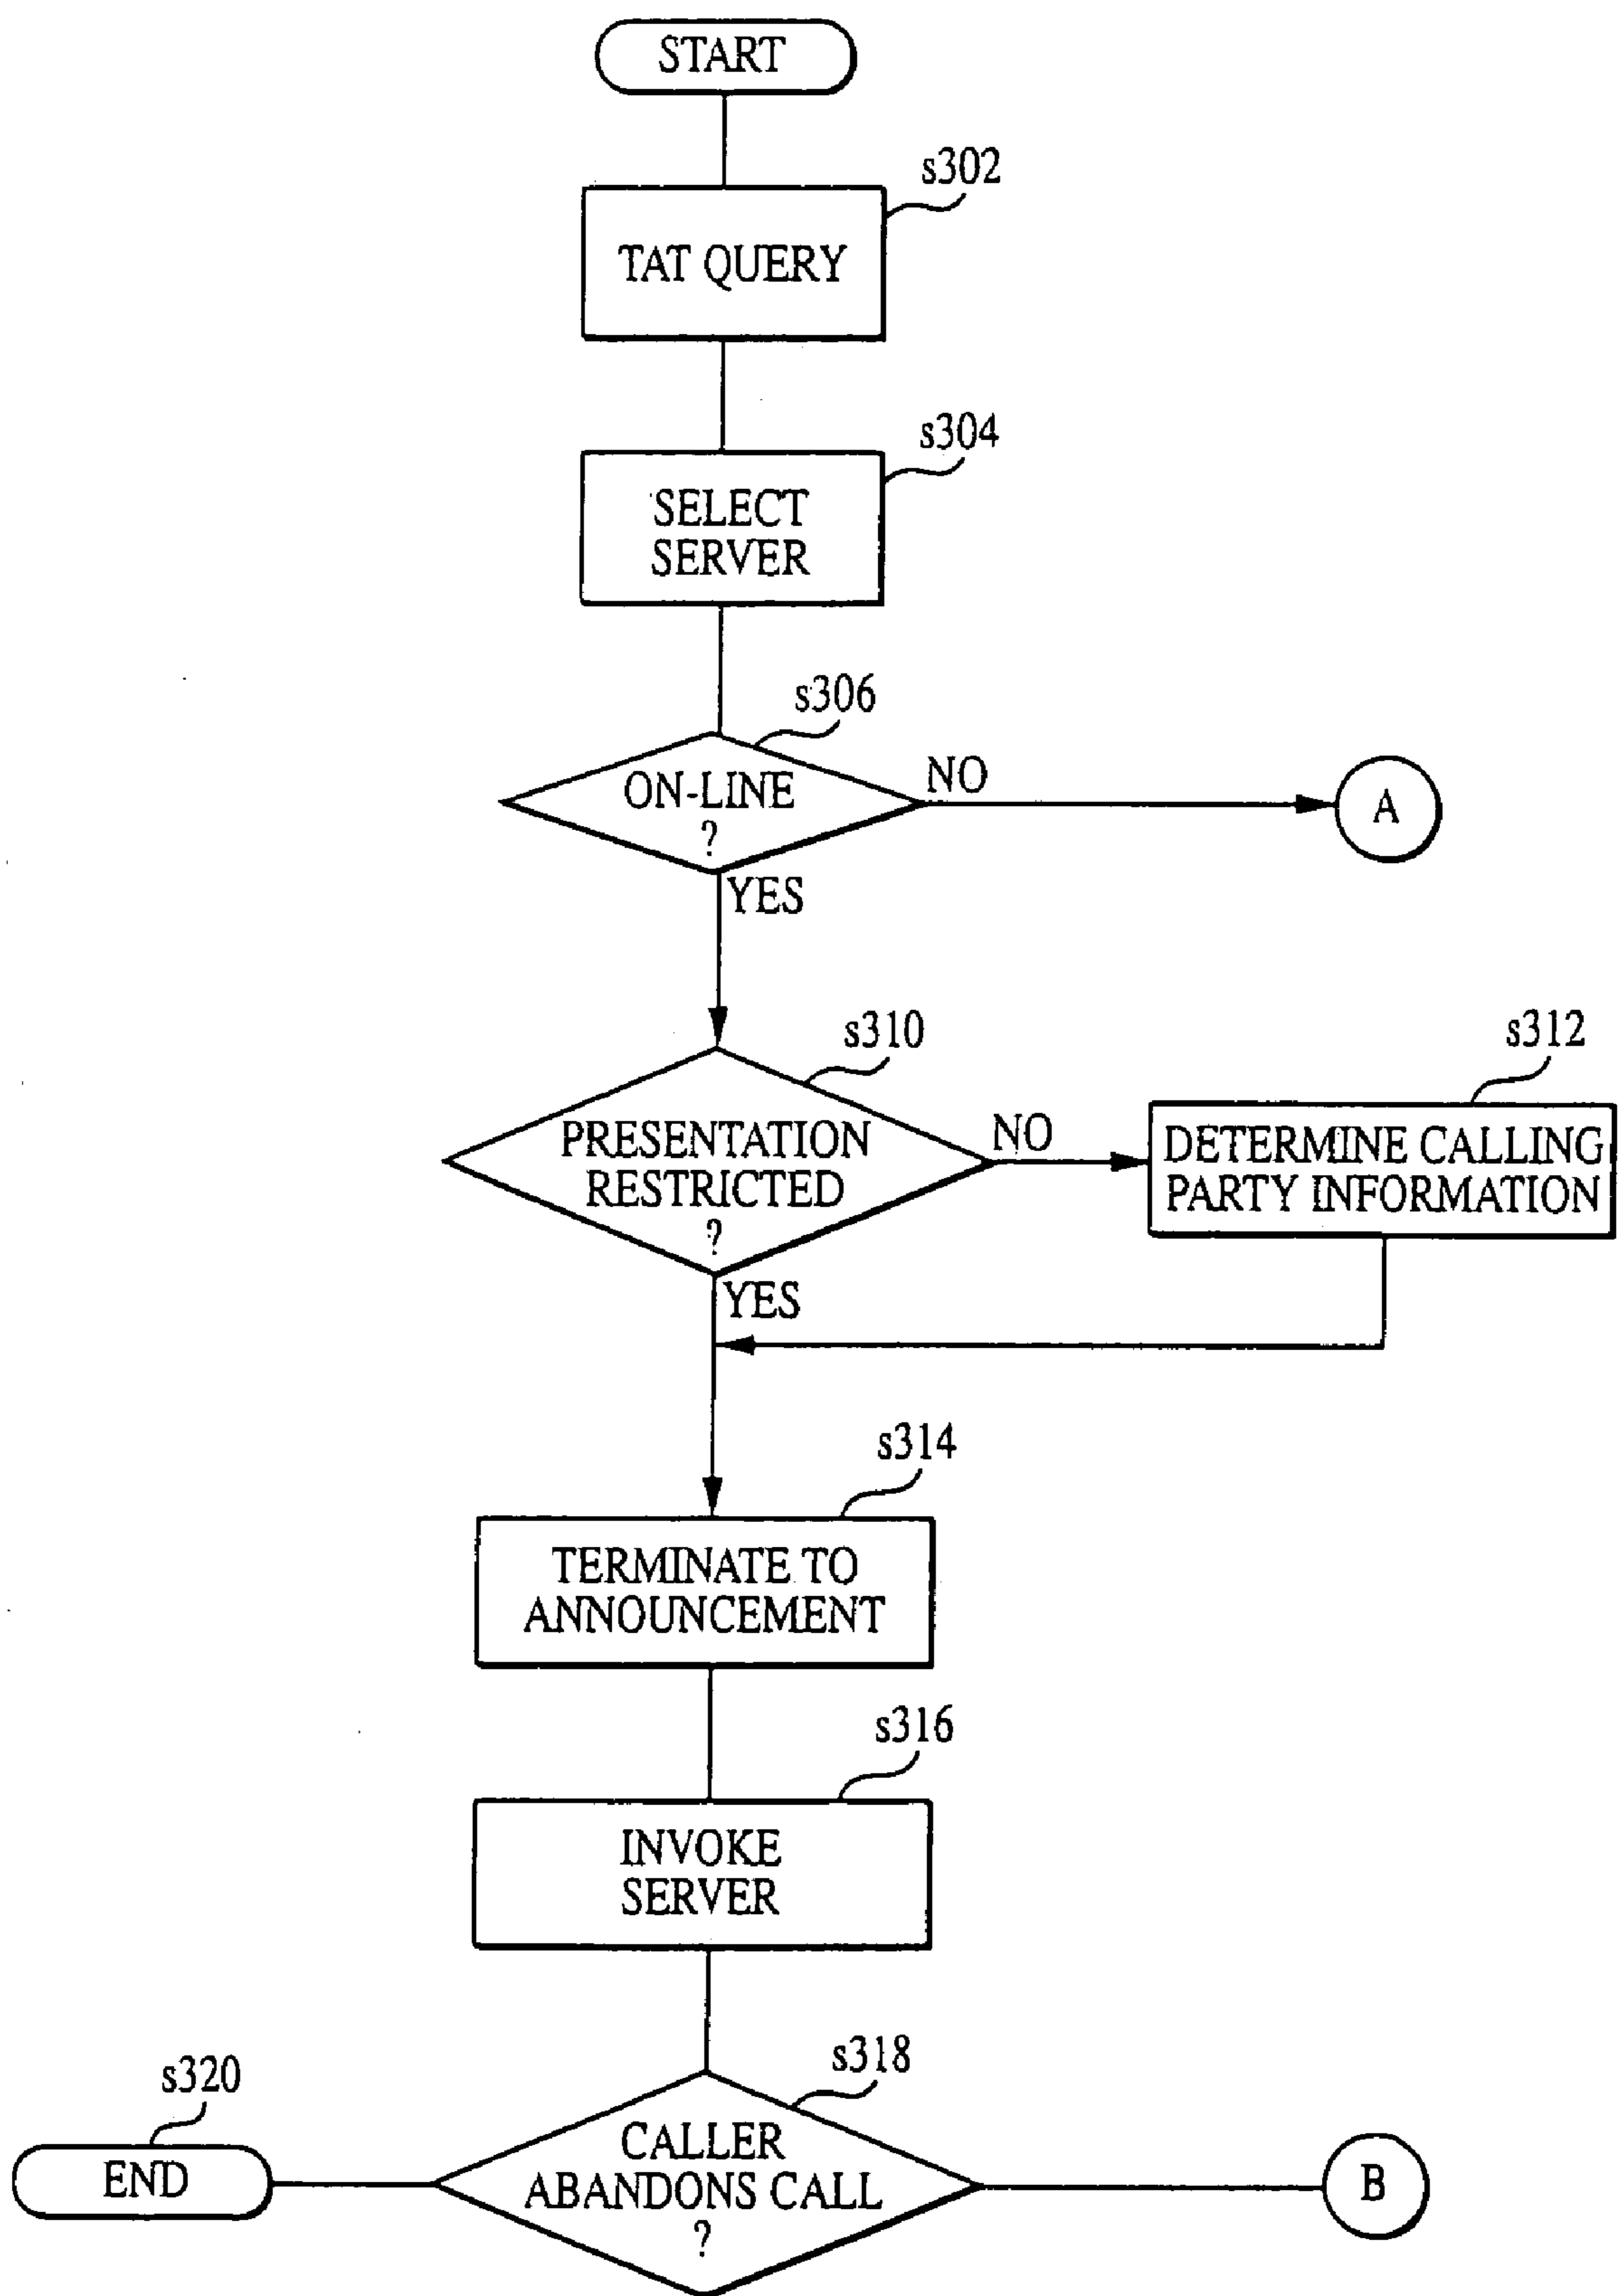 START
s302
TAT QUERY
s304
SELECT
SERVER
s306
ON-LINE
?
NO
A
YES
s310
PRESENTATION
RESTRICTED
?
NO
s312
DETERMINE CALLING
PARTY INFORMATION
YES
s314
TERMINATE TO
ANNOUNCEMENT
s316
INVOKE
SERVER
s318
CALLER
ABANDONS CALL
?
s320
END
B